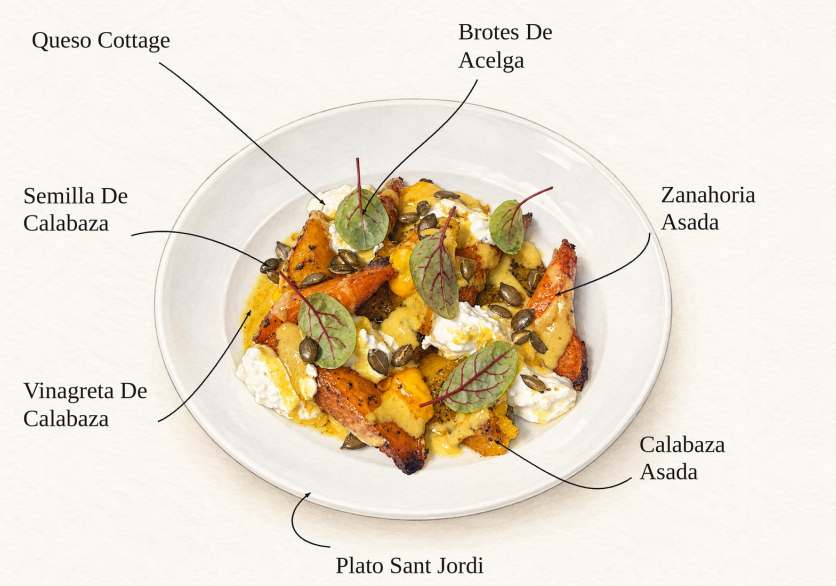 Queso Cottage
Brotes De
Acelga
Semilla De
Calabaza
Zanahoria
Asada
Vinagreta De
Calabaza
Calabaza
Asada
Plato Sant Jordi